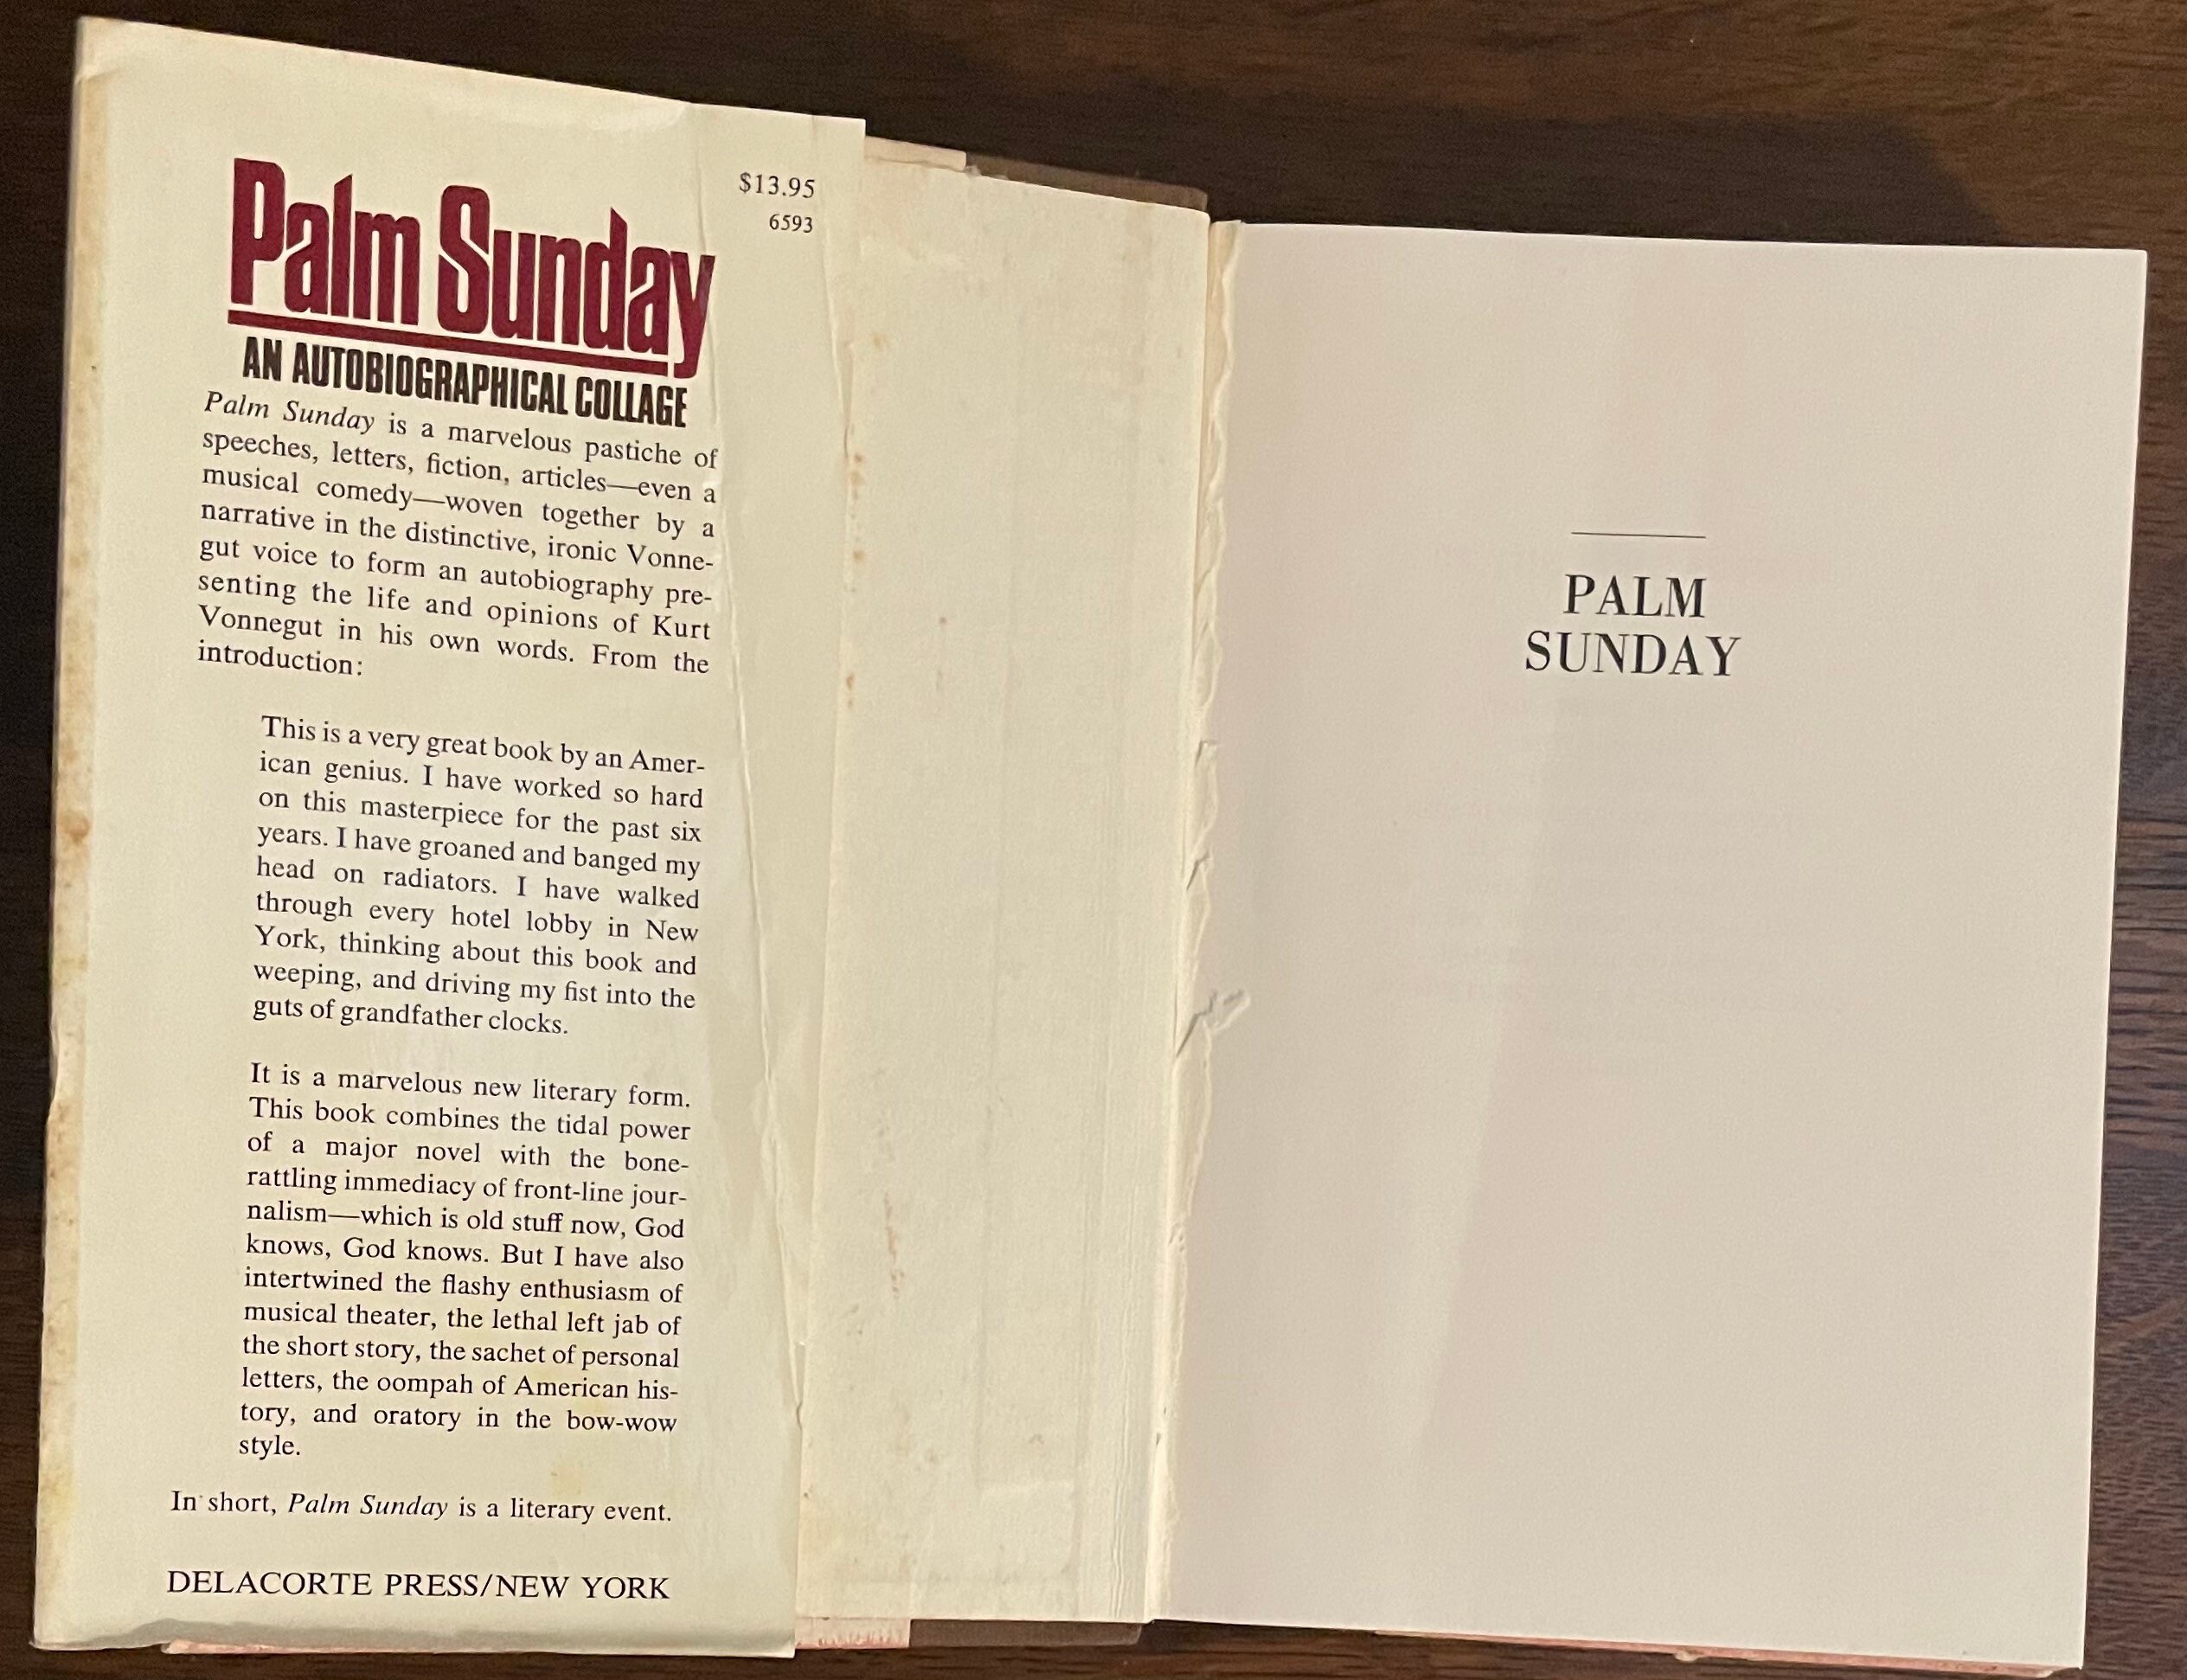 Palm Sunday
AN AUTOBIOGRAPHICAL COLLAGE
$13.95
6593
Palm Sunday is a marvelous pastiche of
speeches, letters, fiction, articles—even a
musical comedy—woven together by a
narrative in the distinctive, ironic Vonne-
gut voice to form an autobiography pre-
senting the life and opinions of Kurt
Vonnegut in his own words. From the
introduction:
This is a very great book by an Amer-
ican genius. I have worked so hard
on this masterpiece for the past six
years. I have groaned and banged my
head on radiators. I have walked
through every hotel lobby in New
York, thinking about this book and
weeping, and driving my fist into the
guts of grandfather clocks.
It is a marvelous new literary form.
This book combines the tidal power
of a major novel with the bone-
rattling immediacy of front-line jour-
nalism—which is old stuff now, God
knows, God knows. But I have also
intertwined the flashy enthusiasm of
musical theater, the lethal left jab of
the short story, the sachet of personal
letters, the oompah of American his-
tory, and oratory in the bow-wow
style.
In short, Palm Sunday is a literary event.
DELACORTE PRESS/NEW YORK
PALM
SUNDAY